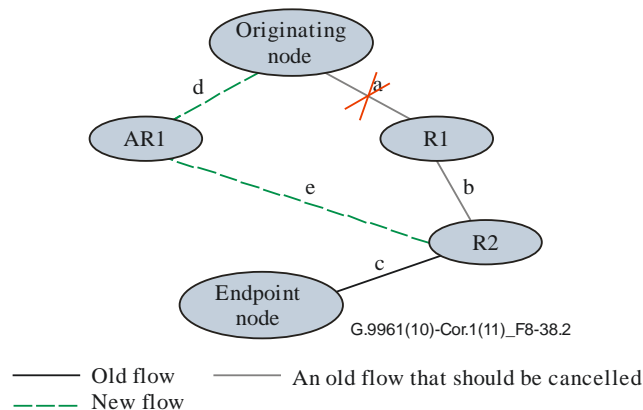 Originating
node
d
a
AR1
R1
e
b
R2
c
Endpoint
node
G.9961(10)-Cor.1(11)_F8-38.2
Old flow
An old flow that should be cancelled
New flow